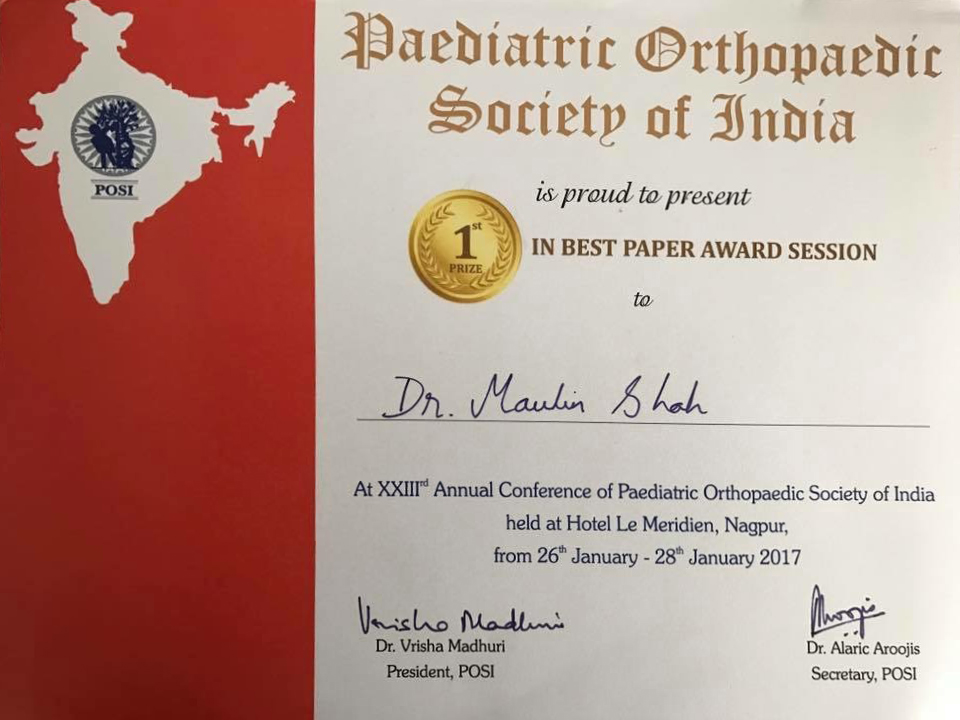 POSI
Paediatric Orthopaedic
Society of India
is proud to present
1st
PRIZE
IN BEST PAPER AWARD SESSION
to
Dr. Maulin Shah
At XXIIIrd Annual Conference of Paediatric Orthopaedic Society of India
held at Hotel Le Meridien, Nagpur,
from 26th January - 28th January 2017
Vrisha Madhuri
Dr. Vrisha Madhuri
President, POSI
Aroojis
Dr. Alaric Aroojis
Secretary, POSI